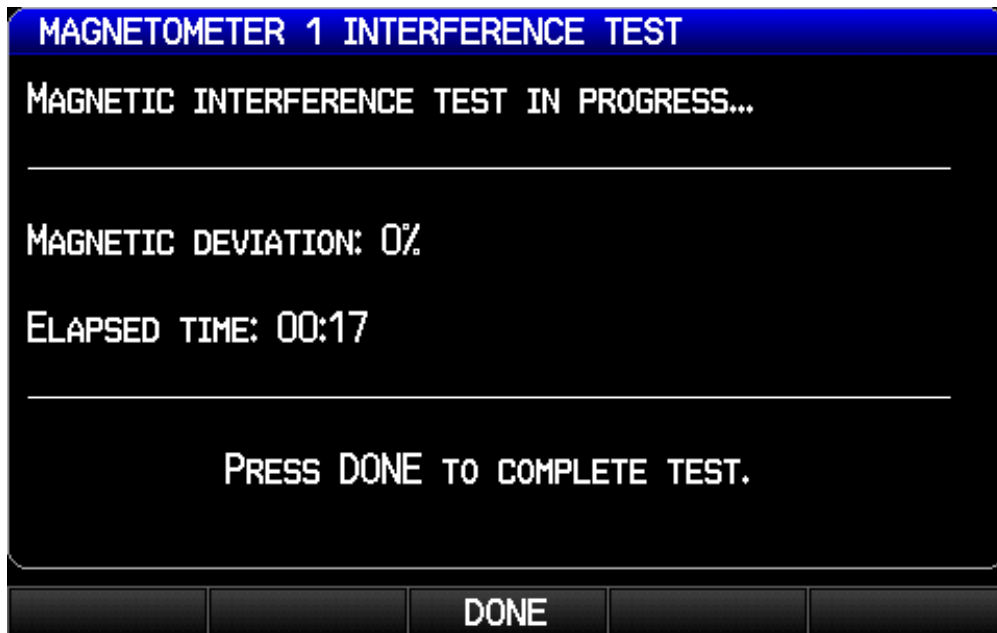 MAGNETOMETER 1 INTERFERENCE TEST
MAGNETIC INTERFERENCE TEST IN PROGRESS...
MAGNETIC DEVIATION: 0%
ELAPSED TIME: 00:17
PRESS DONE TO COMPLETE TEST.
DONE